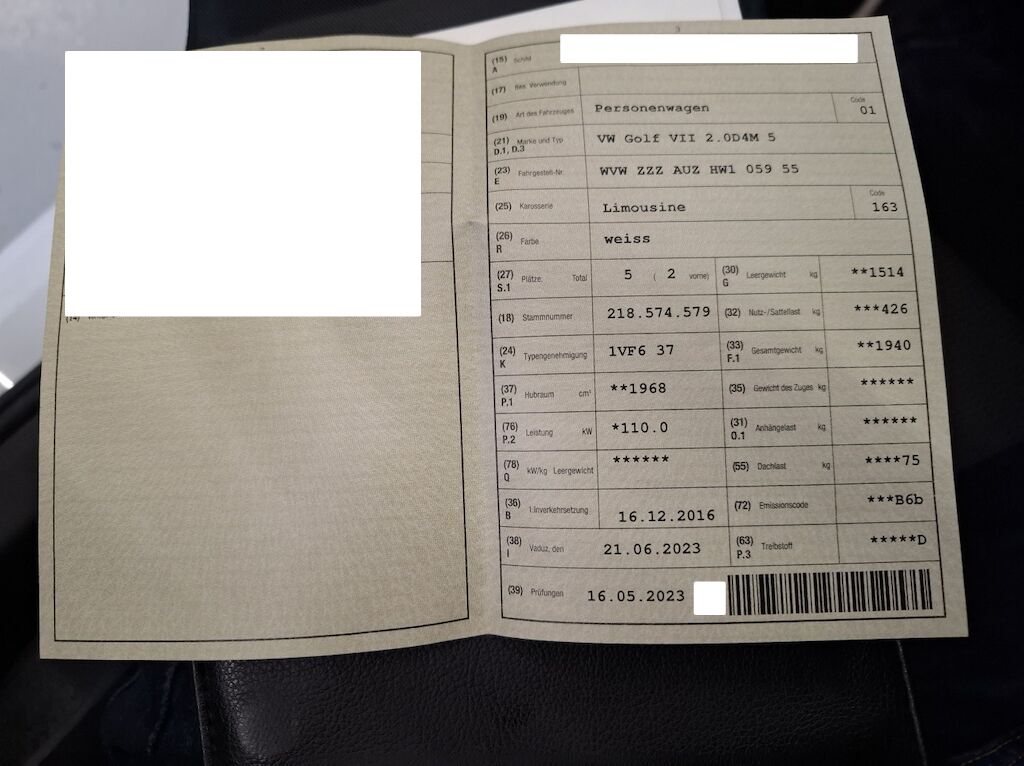 3
(15) A Schild
(17) Bes. Verwendung
(19) Art des Fahrzeuges Personenwagen Code 01
(21) D.1, D.3 Marke und Typ VW Golf VII 2.0D4M 5
(23) E Fahrgestell-Nr. WVW ZZZ AUZ HW1 059 55
(25) Karosserie Limousine Code 163
(26) R Farbe weiss
(27) S.1 Plätze: Total 5 ( 2 vorne) (30) G Leergewicht kg **1514
(18) Stammnummer 218.574.579 (32) Nutz-/Sattellast kg ***426
(24) K Typengenehmigung 1VF6 37 (33) F.1 Gesamtgewicht kg **1940
(37) P.1 Hubraum cm³ **1968 (35) Gewicht des Zuges kg ******
(76) P.2 Leistung kW *110.0 (31) O.1 Anhängelast kg ******
(78) Q kW/kg Leergewicht ****** (55) Dachlast kg ****75
(36) B 1.Inverkehrsetzung 16.12.2016 (72) Emissionscode ***B6b
(38) I Vaduz, den 21.06.2023 (63) P.3 Treibstoff *****D
(39) Prüfungen 16.05.2023